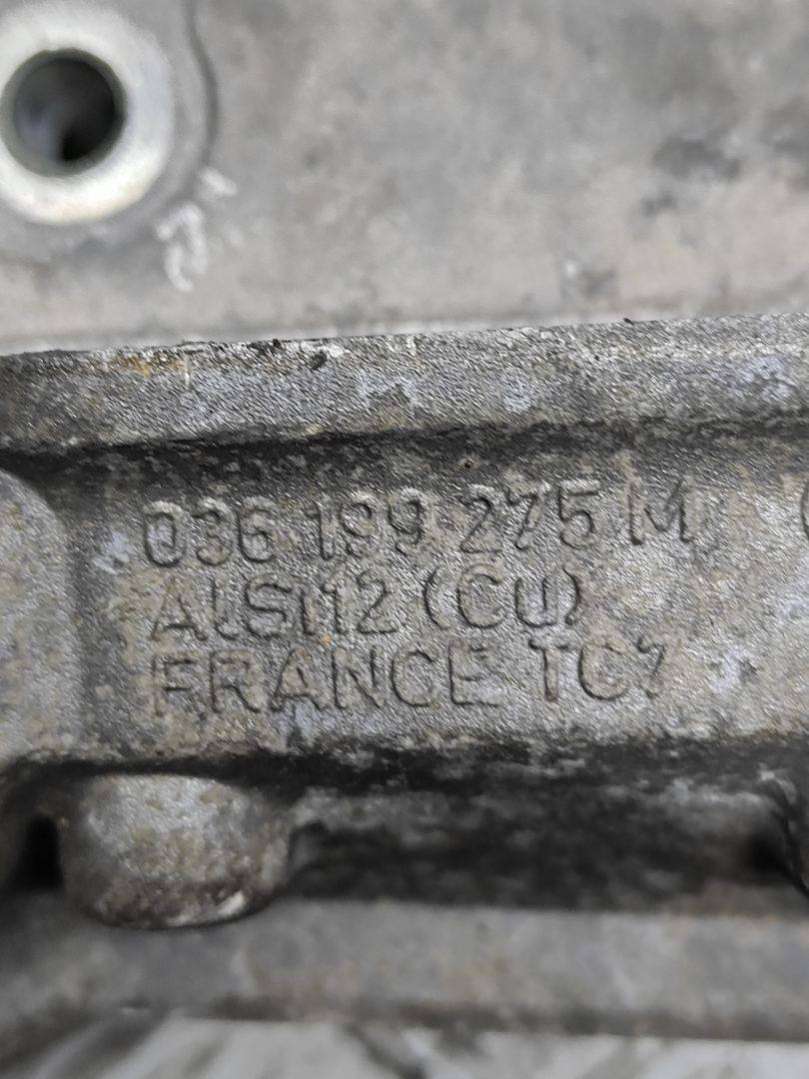 036 199 275 M
AlSi12(Cu)
FRANCE TC7